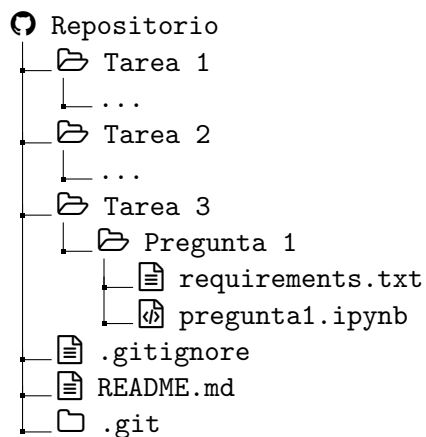 Repositorio
Tarea 1
...
Tarea 2
...
Tarea 3
Pregunta 1
requirements.txt
pregunta1.ipynb
.gitignore
README.md
.git